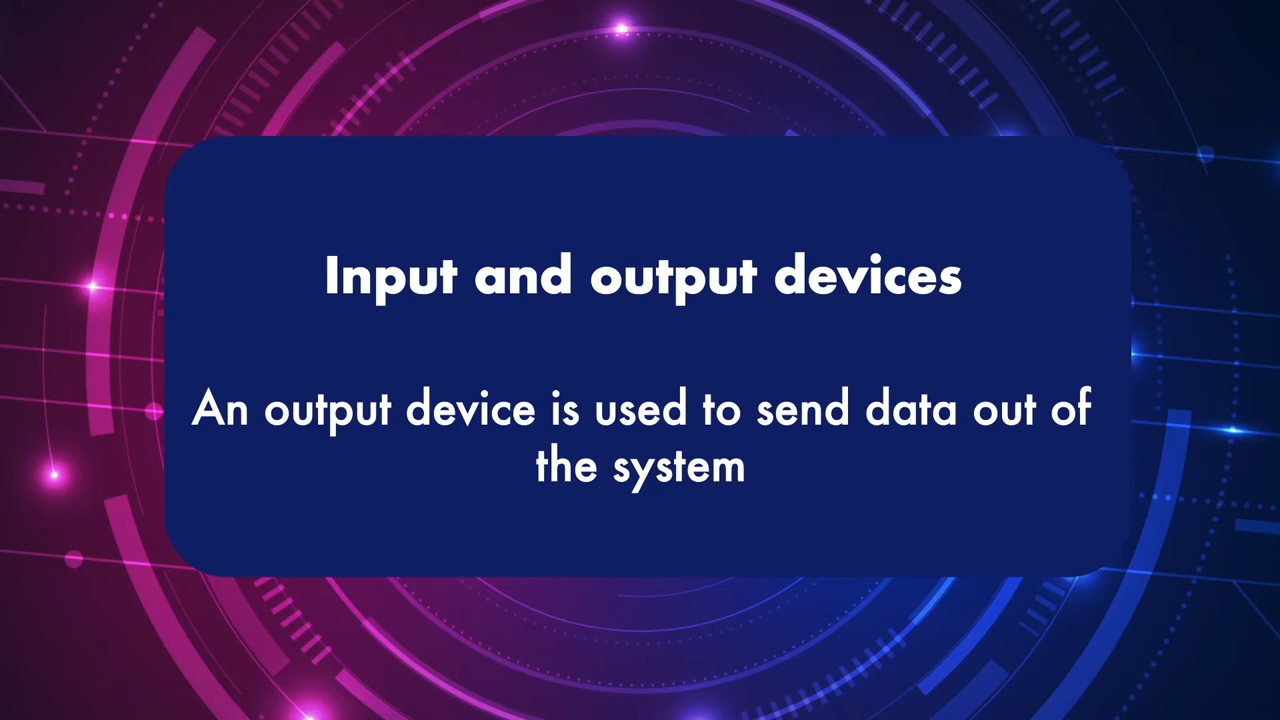 Input and output devices
An output device is used to send data out of
the system